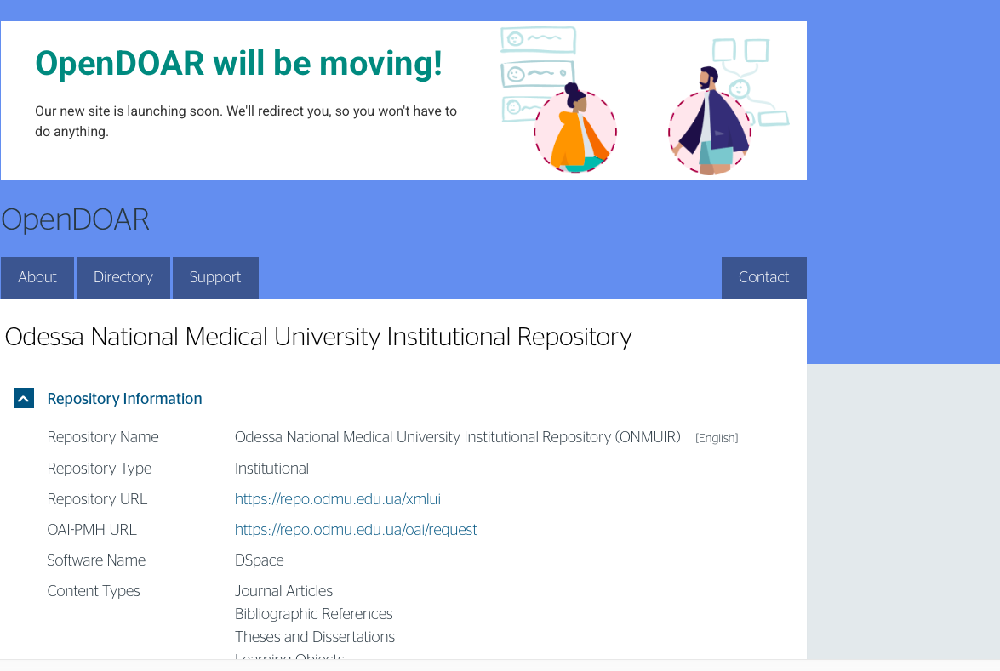 OpenDOAR will be moving!
Our new site is launching soon. We'll redirect you, so you won't have to
do anything.
OpenDOAR
About Directory Support Contact
Odessa National Medical University Institutional Repository
Repository Information
Repository Name Odessa National Medical University Institutional Repository (ONMUIR) [English]
Repository Type Institutional
Repository URL https://repo.odmu.edu.ua/xmlui
OAI-PMH URL https://repo.odmu.edu.ua/oai/request
Software Name DSpace
Content Types Journal Articles
Bibliographic References
Theses and Dissertations
Learning Objects